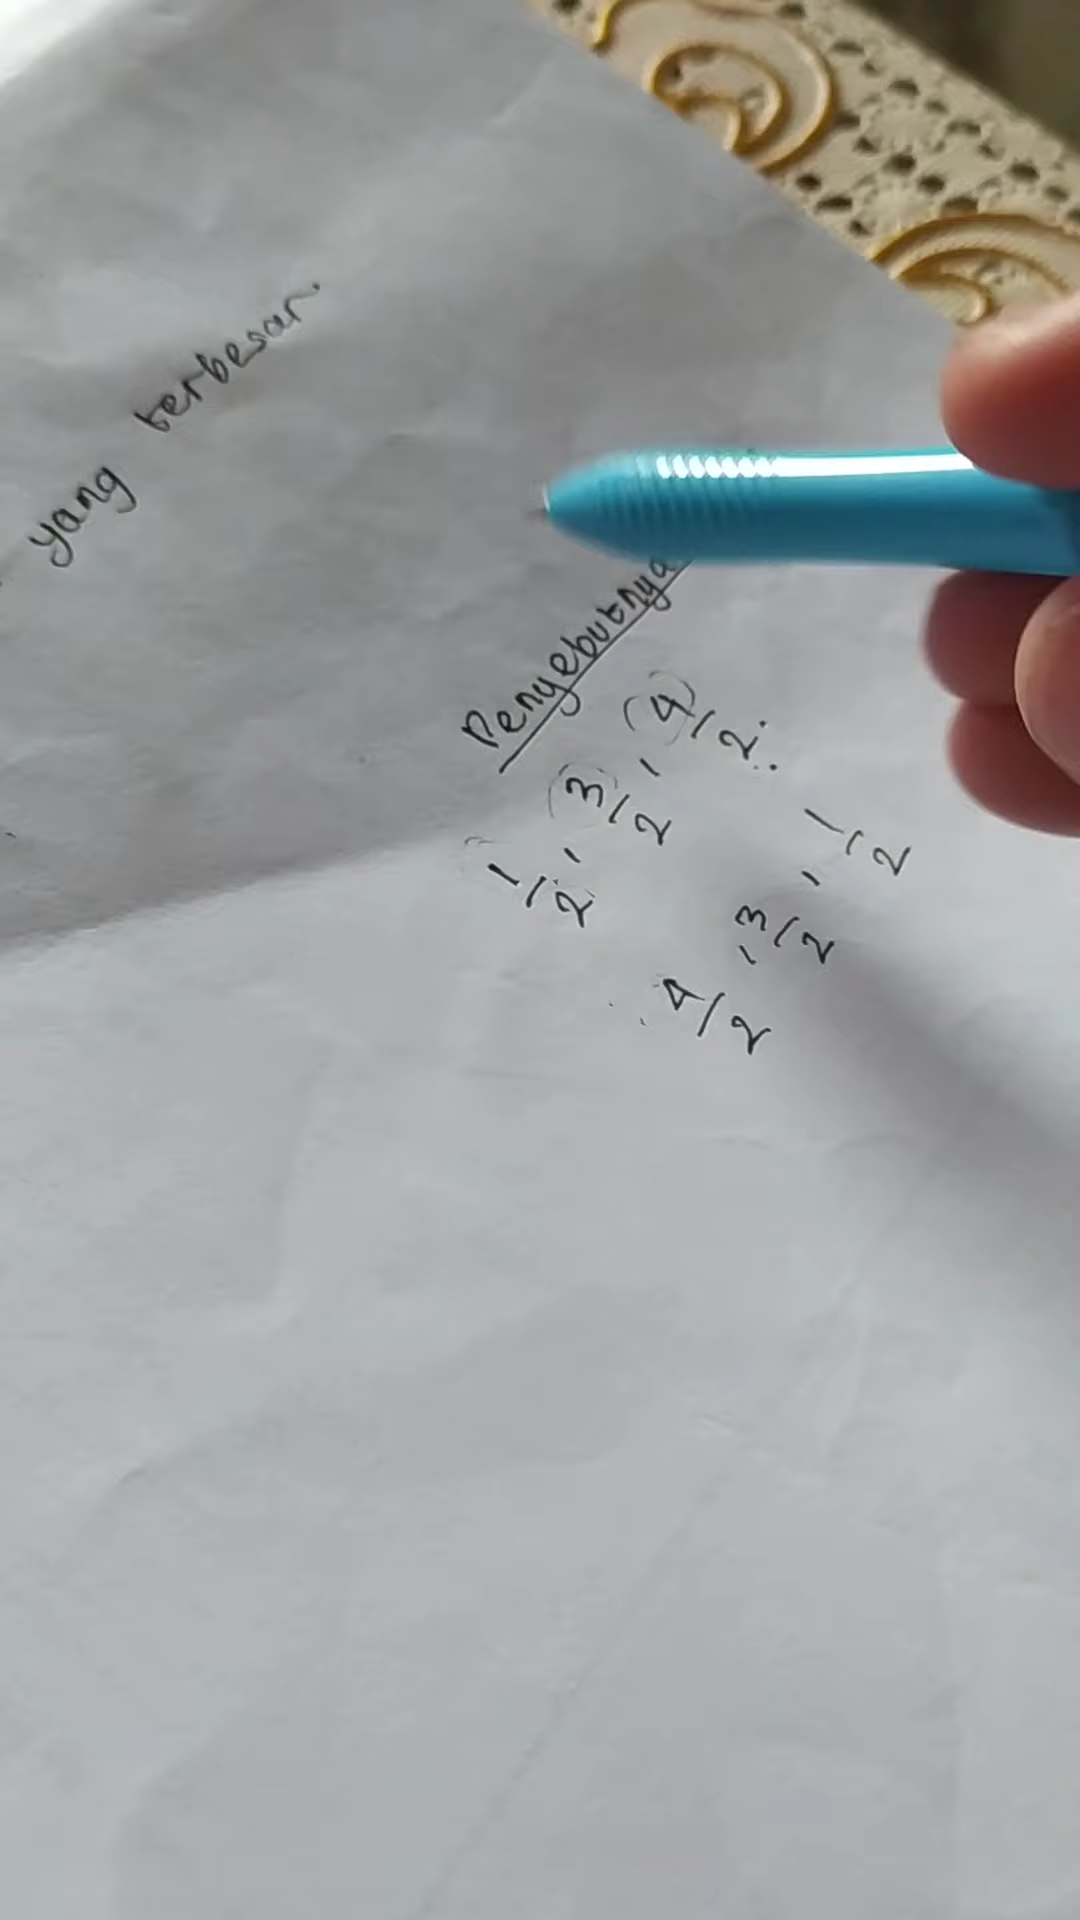 yang terbesar.
Penyebutnya
1/2, 3/2, 4/2.
4/2, 3/2, 1/2